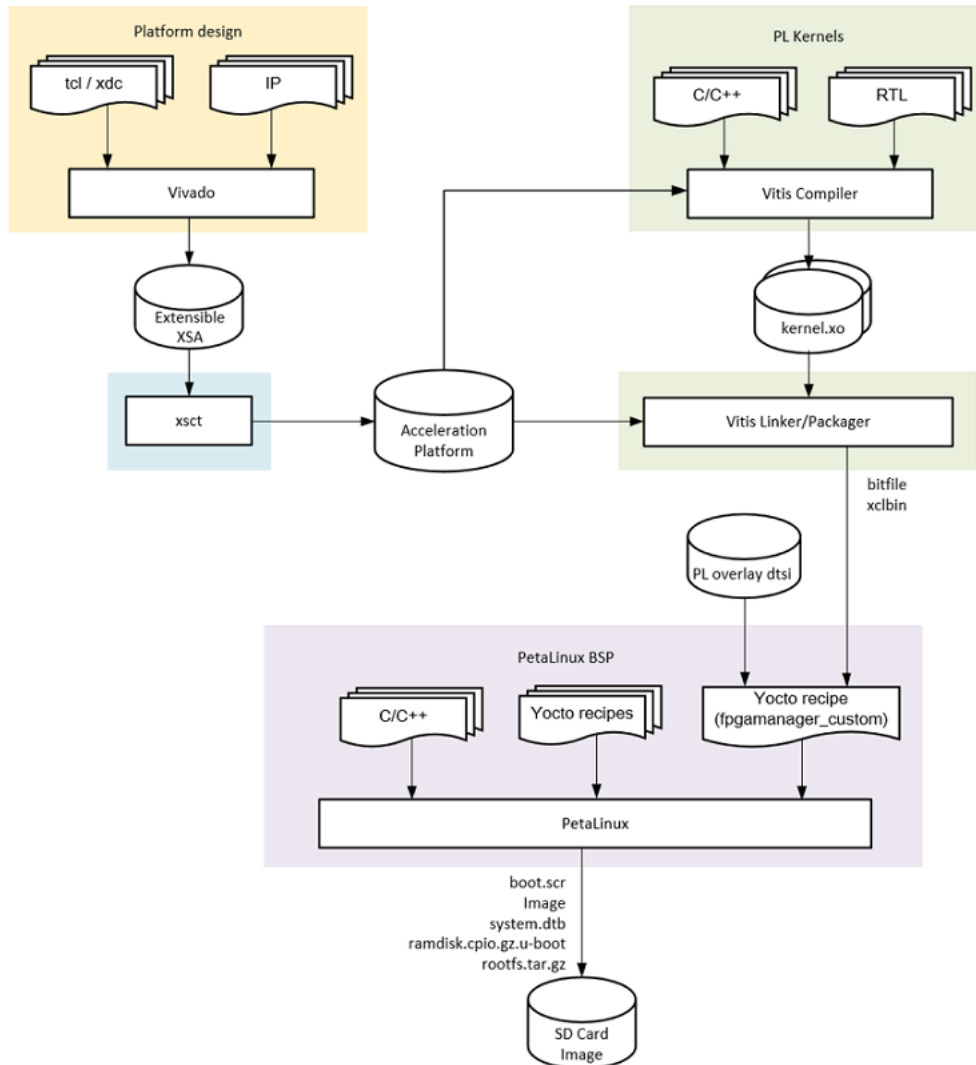 Platform design
tcl / xdc
IP
Vivado
Extensible
XSA
xsct
Acceleration
Platform
PL Kernels
C/C++
RTL
Vitis Compiler
kernel.xo
Vitis Linker/Packager
bitfile
xclbin
PL overlay dtsi
PetaLinux BSP
C/C++
Yocto recipes
Yocto recipe
(fpgamanager_custom)
PetaLinux
boot.scr
Image
system.dtb
ramdisk.cpio.gz.u-boot
rootfs.tar.gz
SD Card
Image